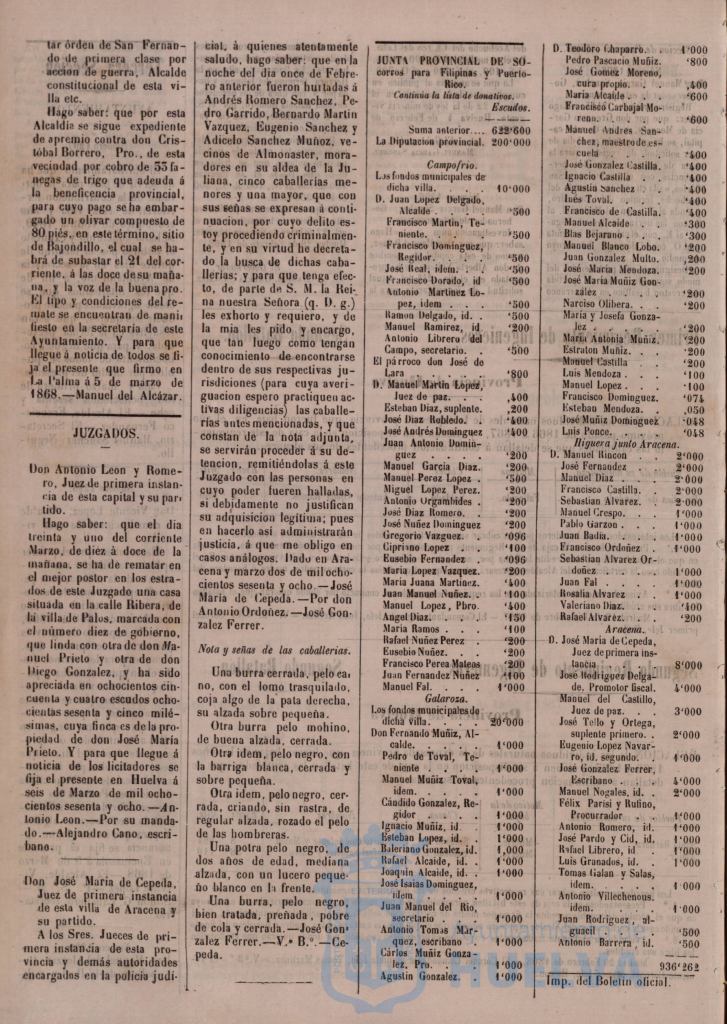 tar órden de San Fernan-
do de primera clase por
accion de guerra, Alcalde
constitucional de esta vi-
lla etc.
Hago saber: que por esta
Alcaldía se sigue expediente
de apremio contra don Cris-
tóbal Borrero, Pro., de esta
vecindad por cobro de 55 fa-
negas de trigo que adeuda á
la beneficencia provincial,
para cuyo pago se ha embar-
gado un olivar compuesto de
80 piés, en este término, sitio
de Bajondillo, el cual se ha-
brá de subastar el 21 del cor-
riente, á las doce de su maña-
na, y la voz de la buena pro.
El tipo y condiciones del re-
mate se encuentran de mani
fiesto en la secretaria de este
Ayuntamiento. Y para que
llegue á noticia de todos se fi-
ja el presente que firmo en
La Palma á 5 de marzo de
1868.—Manuel del Alcázar.
JUZGADOS.
Don Antonio Leon y Rome-
ro, Juez de primera instan-
cia de esta capital y su par-
tido.
Hago saber: que el dia
treinta y uno del corriente
Marzo, de diez á doce de la
mañana, se ha de rematar en
el mejor postor en los estra-
dos de este Juzgado una casa
situada en la calle Ribera, de
la villa de Palos, marcada con
el número diez de gobierno,
que linda con otra de don Ma-
nuel Prieto y otra de don
Diego Gonzalez, y ha sido
apreciada en ochocientos cin-
cuenta y cuatro escudos ocho-
cientas sesenta y cinco milé-
simas, cuya finca es de la pro-
piedad de don José María
Prieto. Y para que llegue á
noticia de los licitadores se
fija el presente en Huelva á
seis de Marzo de mil ocho-
cientos sesenta y ocho.—An-
tonio Leon.—Por su manda-
do.—Alejandro Cano, escri-
bano.
Don José María de Cepeda,
Juez de primera instancia
de esta villa de Aracena y
su partido.
A los Sres. Jueces de pri-
mera instancia de esta pro-
vincia y demás autoridades
encargados en la policía judi-
cial, á quienes atentamente
saludo, hago saber: que en la
noche del dia once de Febre-
ro anterior fueron hurtadas á
Andrés Romero Sanchez, Pe-
dro Garrido, Bernardo Martin
Vazquez, Eugenio Sanchez y
Adicelo Sanchez Muñoz, ve-
cinos de Almonaster, mora-
dores en su aldea de la Ju-
liana, cinco caballerías me-
nores y una mayor, que con
sus señas se expresan á conti-
nuacion, por cuyo delito es-
toy procediendo criminalmen-
te, y en su virtud he decreta-
do la busca de dichas caba-
llerias; y para que tenga efec-
to, de parte de S. M. la Rei-
na nuestra Señora (q. D. g.)
les exhorto y requiero, y de
la mia les pido y encargo,
que tan luego como tengan
conocimiento de encontrarse
dentro de sus respectivas ju-
risdiciones (para cuya averi-
guacion espero practiquen ac-
tivas diligencias) las caballe-
rías antes mencionadas, y que
constan de la nota adjunta,
se servirán proceder á su de-
tencion, remitiéndolas á este
Juzgado con las personas en
cuyo poder fueren halladas,
si debidamente no justifican
su adquisicion legítima; pues
en hacerlo así administrarán
justicia, á que me obligo en
casos análogos. Dado en Ara-
cena y marzo dos de mil ocho-
cientos sesenta y ocho.—José
María de Cepeda.—Por don
Antonio Ordoñez.—José Gon-
zalez Ferrer.
Nota y señas de las caballerias.
Una burra cerrada, pelo ca-
no, con el lomo trasquilado,
coja algo de la pata derecha,
su alzada sobre pequeña.
Otra burra pelo mohino,
de buena alzada, cerrada.
Otra idem, pelo negro, con
la barriga blanca, cerrada y
sobre pequeña.
Otra idem, pelo negro, cer-
rada, criando, sin rastra, de
regular alzada, rozado el pelo
de las hombreras.
Una potra pelo negro, de
dos años de edad, mediana
alzada, con un lucero peque-
ño blanco en la frente.
Una burra, pelo negro,
bien tratada, preñada, pobre
de cola y cerrada.—José Gon-
zalez Ferrer.—V.º B.º.—Ce-
peda.
JUNTA PROVINCIAL DE SO-
corros para Filipinas y Puerto-
Rico.
Continúa la lista de donativos.
Escudos.
Suma anterior.... 622'600
La Diputacion provincial. 200'000
Campofrio.
Los fondos municipales de
dicha villa. . . . 10'000
D. Juan Lopez Delgado,
Alcalde . . . . '500
Francisco Martin, Te-
niente. . . . . '500
Francisco Dominguez,
Regidor. . . . . '500
José Real, idem. . . '500
Francisco Dorado, id '500
Antonio Martinez Lo-
pez, idem . . . '500
Ramon Delgado, id. . '500
Manuel Ramirez, id '200
Antonio Librero del
Campo, secretario. . '500
El párroco don José de
Lara . . . . . '800
D. Manuel Martin Lopez,
Juez de paz. . . . ,400
Esteban Diaz, suplente. ,200
José Diaz Robledo. . '400
José Andrés Dominguez '400
Juan Antonio Domin-
guez . . . . '200
Manuel Garcia Diaz. '200
Manuel Perez Lopez . '500
Miguel Lopez Perez. '200
Antonio Orgambides . '200
José Diaz Romero. . '200
José Nuñez Dominguez '200
Gregorio Vazguez. . '096
Cipriano Lopez . . '100
Eusebio Fernandez . '096
Maria Lopez Vazquez. '200
Maria Juana Martinez. '400
Juan Manuel Nuñez. . '100
Manuel Lopez, Pbro. '400
Angel Diaz. . . . '150
Maria Ramos . . . '100
Rafael Nuñez Perez . '200
Eusebio Nuñez. . . '200
Francisco Perea Mateos '200
Juan Fernandez Nuñez '100
Manuel Fal. . . . 1'000
Galaroza.
Los fondos municipales de
dicha villa. . . . 20'000
Don Fernando Muñiz, Al-
calde. . . . . 1'000
Pedro de Toval, Te-
niente . . . . 1'000
Manuel Muñiz Toval,
idem. . . . . 1'000
Cándido Gonzalez, Re-
gidor . . . . 1'000
Ignacio Muñiz, id. . 1'000
Esteban Lopez, id. . 1'000
Baleriano Gonzalez, id. 1,000
Rafael Alcaide, id. . 1'000
Joaquin Alcaide, id. . 1'000
José Isaias Dominguez,
idem . . . . 1'000
Juan Manuel del Rio,
secretario . . . 1'000
Antonio Tomas Mar-
quez, escribano . 1'000
Cárlos Muñiz Gonza-
lez. Pro. . . . 1'000
Agustin Gonzalez. . 1'000
D. Teodoro Chaparro. . 1'000
Pedro Pascacio Muñiz. '800
José Gomez Moreno,
cura propio. . . ,400
Maria Alcaide. . . '600
Francisco Carbajal Mo-
reno. . . . . '600
Manuel Andres San-
chez, maestro de es-
cuela . . . . '400
José Gonzalez Castilla. '400
Ignacio Castilla . . '400
Agustin Sanchez . . '400
Inés Toval. . . . '400
Francisco de Castilla. '400
Manuel Alcaide . . '300
Blas Bejarano. . . '300
Manuel Blanco Lobo. '200
Juan Gonzalez Multo. ,200
José Maria Mendoza. '200
José Maria Muñiz Gon-
zalez . . . . '200
Narciso Olibera. . . '200
Maria y Josefa Gonza-
lez . . . . . '200
Maria Antonia Muñiz. '200
Estraton Muñiz. . . '200
Manuel Castilla . . '200
Luis Mendoza. . . '100
Manuel Lopez. . . '100
Francisco Dominguez. '074
Esteban Mendoza. . ,050
José Muñiz Dominguez '048
Luis Ponce. . . . '048
Higuera junto Aracena.
D. Manuel Rincon . . 2'000
José Fernandez . . 2'000
Manuel Diaz . . . 2'000
Francisco Castilla. . 2'000
Sebastian Alvarez. . 2'000
Manuel Crespo. . . 1'000
Pablo Garzon . . . 1'000
Juan Badia. . . . 1'000
Francisco Ordoñez . 1'000
Sebastian Alvarez Or-
doñez . . . . 1'000
Juan Fal . . . . 1'000
Rosalia Alvarez . . 1'000
Valeriano Diaz. . . '400
Rafael Alvarez. . . '200
Aracena.
D. José Maria de Cepeda,
Juez de primera ins-
tancia . . . . 8'000
José Rodriguez Delga-
do, Promotor fiscal. 4'000
Manuel del Castillo,
Juez de paz. . . 3'000
José Tello y Ortega,
suplente primero. . 2'000
Eugenio Lopez Navar-
ro, id. segundo. . 1'000
José Gonzalez Ferrer,
Escribano . . . 4'000
Manuel Nogales, id. . 2'000
Félix Parisi y Rufino,
Procurrador . . 1'000
Antonio Romero, id. 1'000
José Pardo y Cid, id. 1'000
Rafael Librero, id . 1'000
Luis Granados, id. . 1'000
Tomas Galan y Salas,
idem. . . . . 1'000
Antonio Villechenous.
idem. . . . . 1'000
Juan Rodriguez, al-
guacil . . . . '500
Antonio Barrera, id. '500
936'262
Imp. del Boletin oficial.
Ayuntamiento de
HUELVA